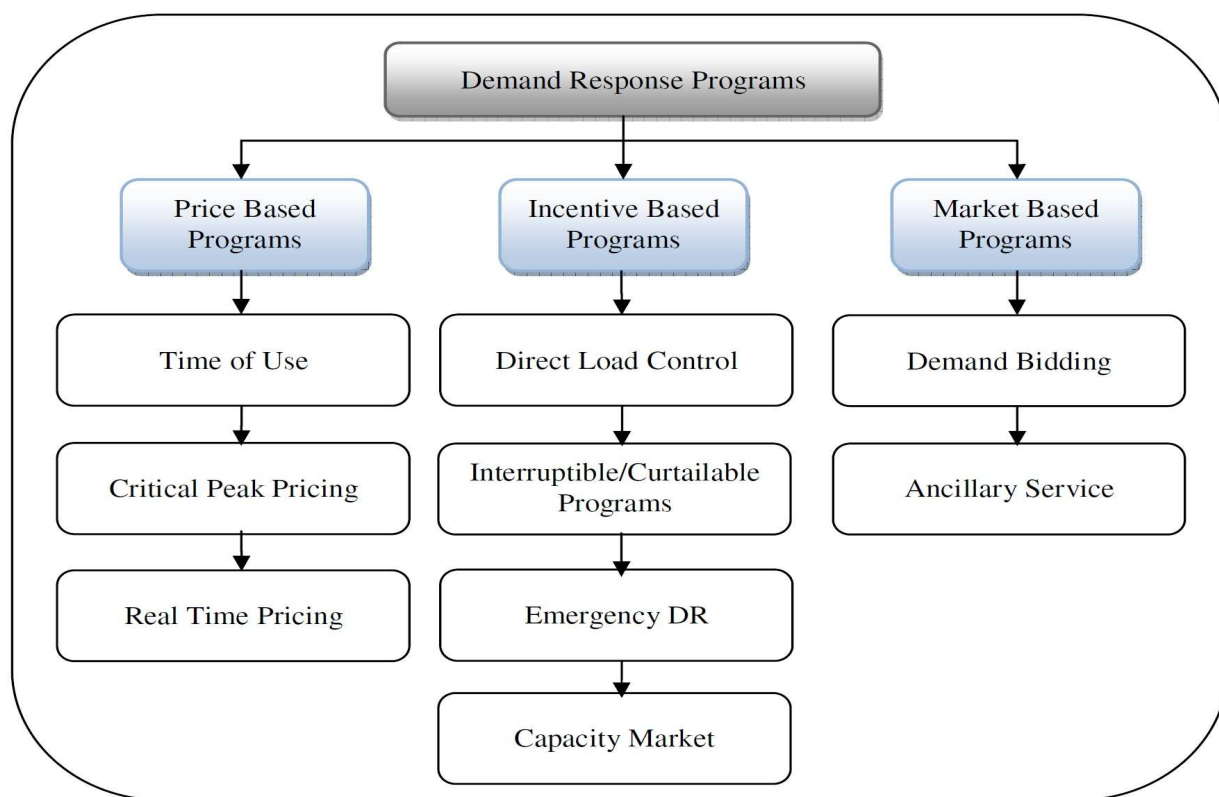 Demand Response Programs
Price Based
Programs
Incentive Based
Programs
Market Based
Programs
Time of Use
Direct Load Control
Demand Bidding
Critical Peak Pricing
Interruptible/Curtailable
Programs
Ancillary Service
Real Time Pricing
Emergency DR
Capacity Market